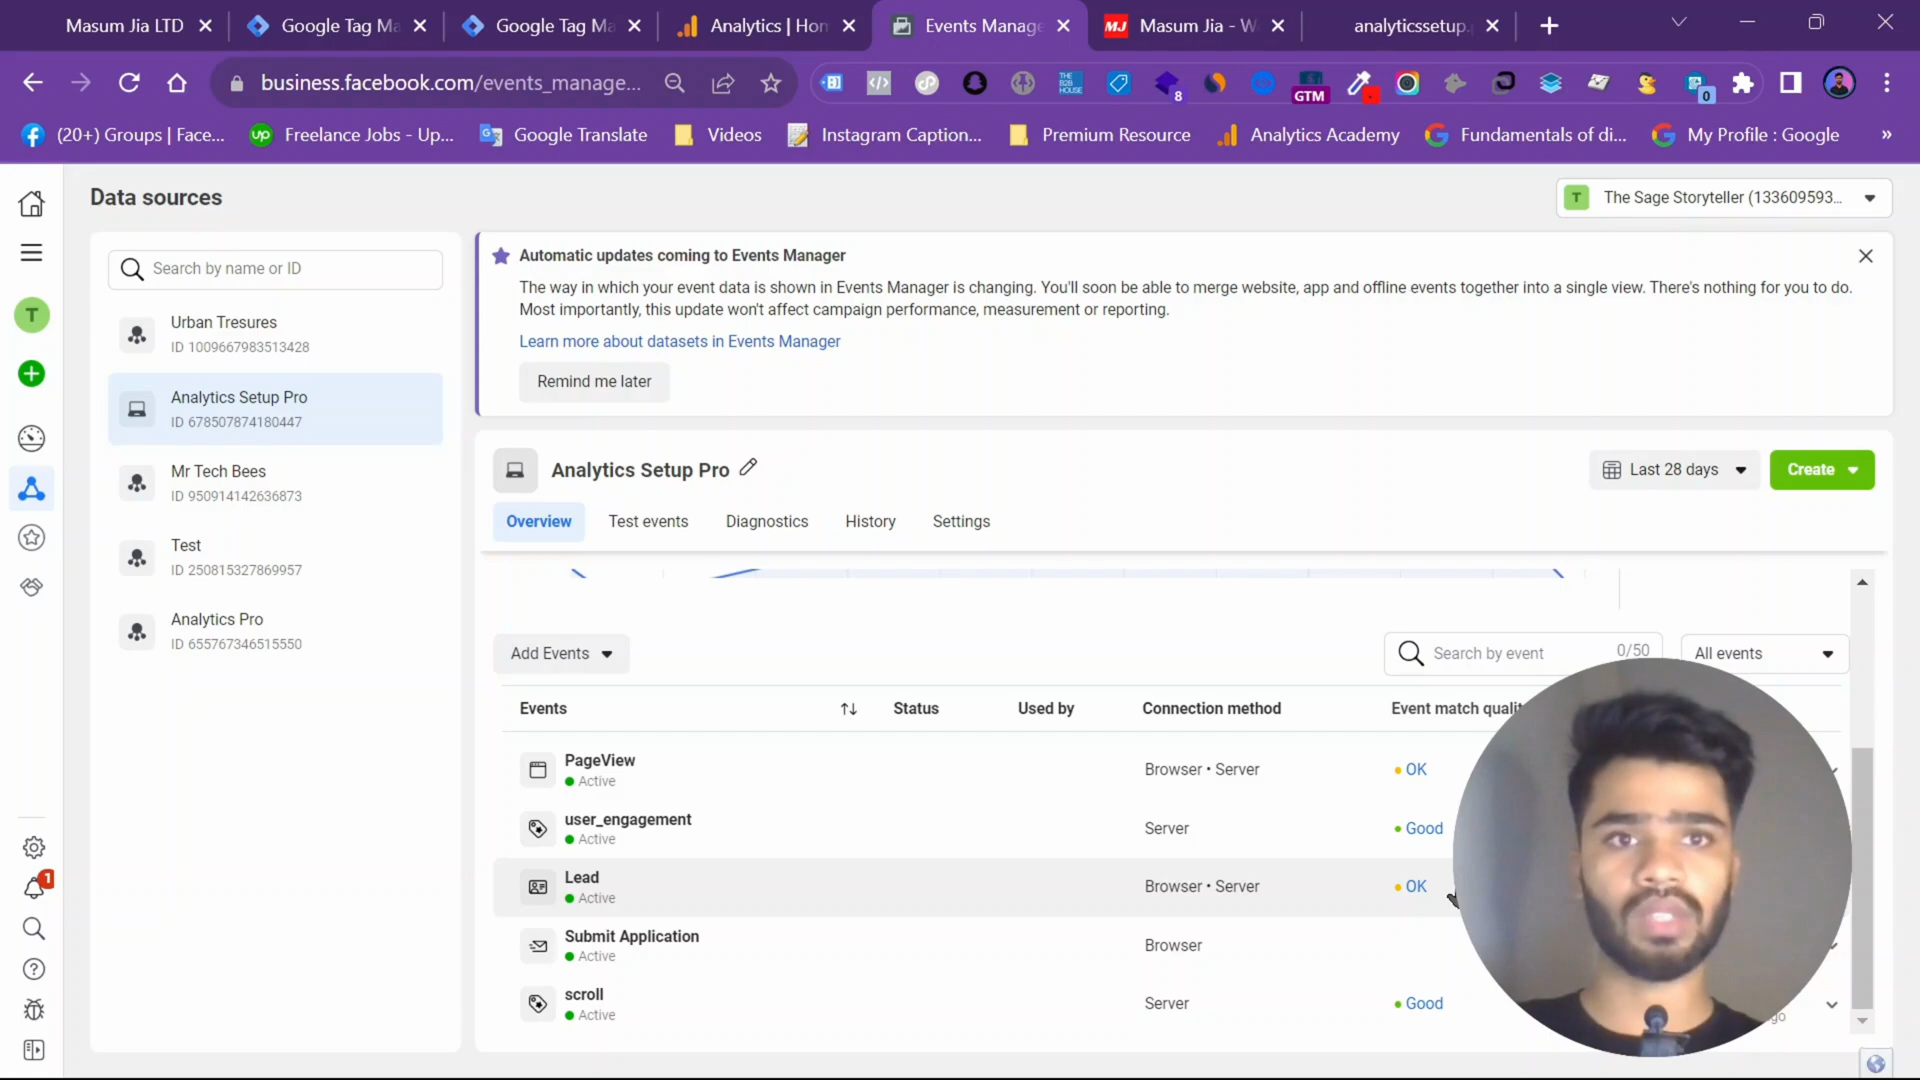 Masum Jia LTD
Google Tag Ma
Google Tag Ma
Analytics | Hon
Events Manage
MJ
Masum Jia - W
analyticssetup.
business.facebook.com/events_manage...
8
GTM
0
(20+) Groups | Face...
up
Freelance Jobs - Up...
Google Translate
Videos
Instagram Caption...
Premium Resource
Analytics Academy
Fundamentals of di...
My Profile : Google
»
Data sources
T
The Sage Storyteller (133609593...
Search by name or ID
T
Urban Tresures
ID 1009667983513428
Analytics Setup Pro
ID 678507874180447
Mr Tech Bees
ID 950914142636873
Test
ID 250815327869957
Analytics Pro
ID 655767346515550
1
Automatic updates coming to Events Manager
The way in which your event data is shown in Events Manager is changing. You'll soon be able to merge website, app and offline events together into a single view. There's nothing for you to do.
Most importantly, this update won't affect campaign performance, measurement or reporting.
Learn more about datasets in Events Manager
Remind me later
Analytics Setup Pro
Last 28 days
Create
Overview
Test events
Diagnostics
History
Settings
Add Events
Search by event
0/50
All events
Events
Status
Used by
Connection method
Event match qualit
PageView
Active
Browser • Server
OK
user_engagement
Active
Server
Good
Lead
Active
Browser • Server
OK
Submit Application
Active
Browser
scroll
Active
Server
Good
go